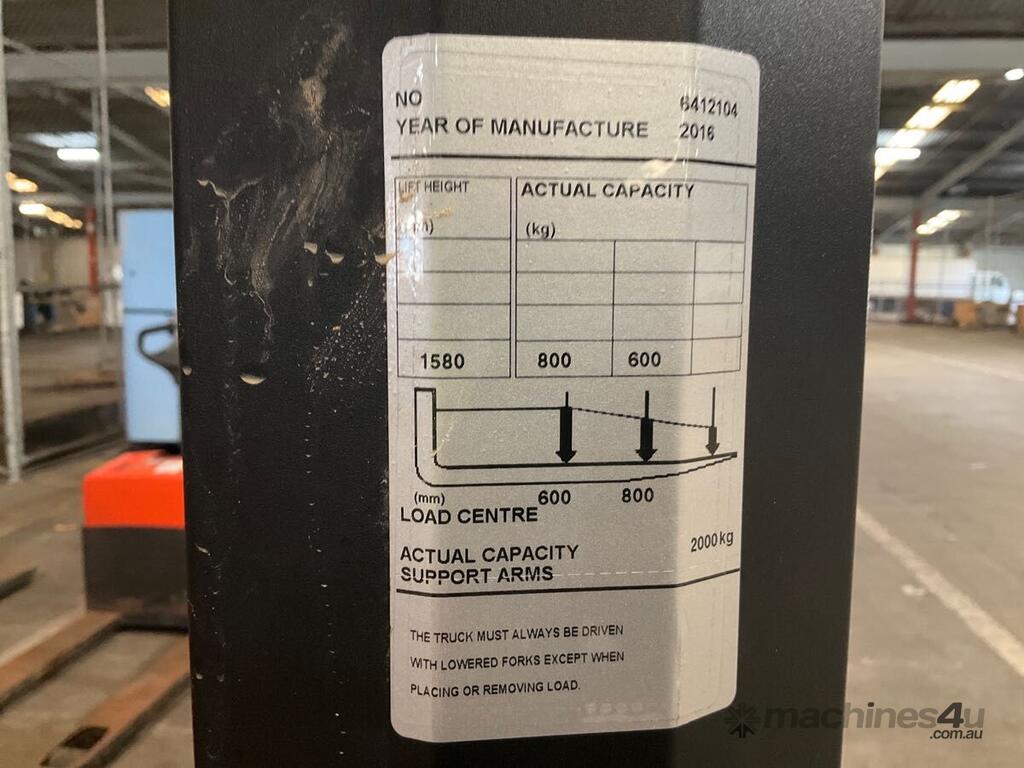 NO 6412104
YEAR OF MANUFACTURE 2016
LIFT HEIGHT ACTUAL CAPACITY
(kg)
1580 800 600
600 800
(mm)
LOAD CENTRE
ACTUAL CAPACITY 2000kg
SUPPORT ARMS
THE TRUCK MUST ALWAYS BE DRIVEN
WITH LOWERED FORKS EXCEPT WHEN
PLACING OR REMOVING LOAD.
machines4u
.com.au